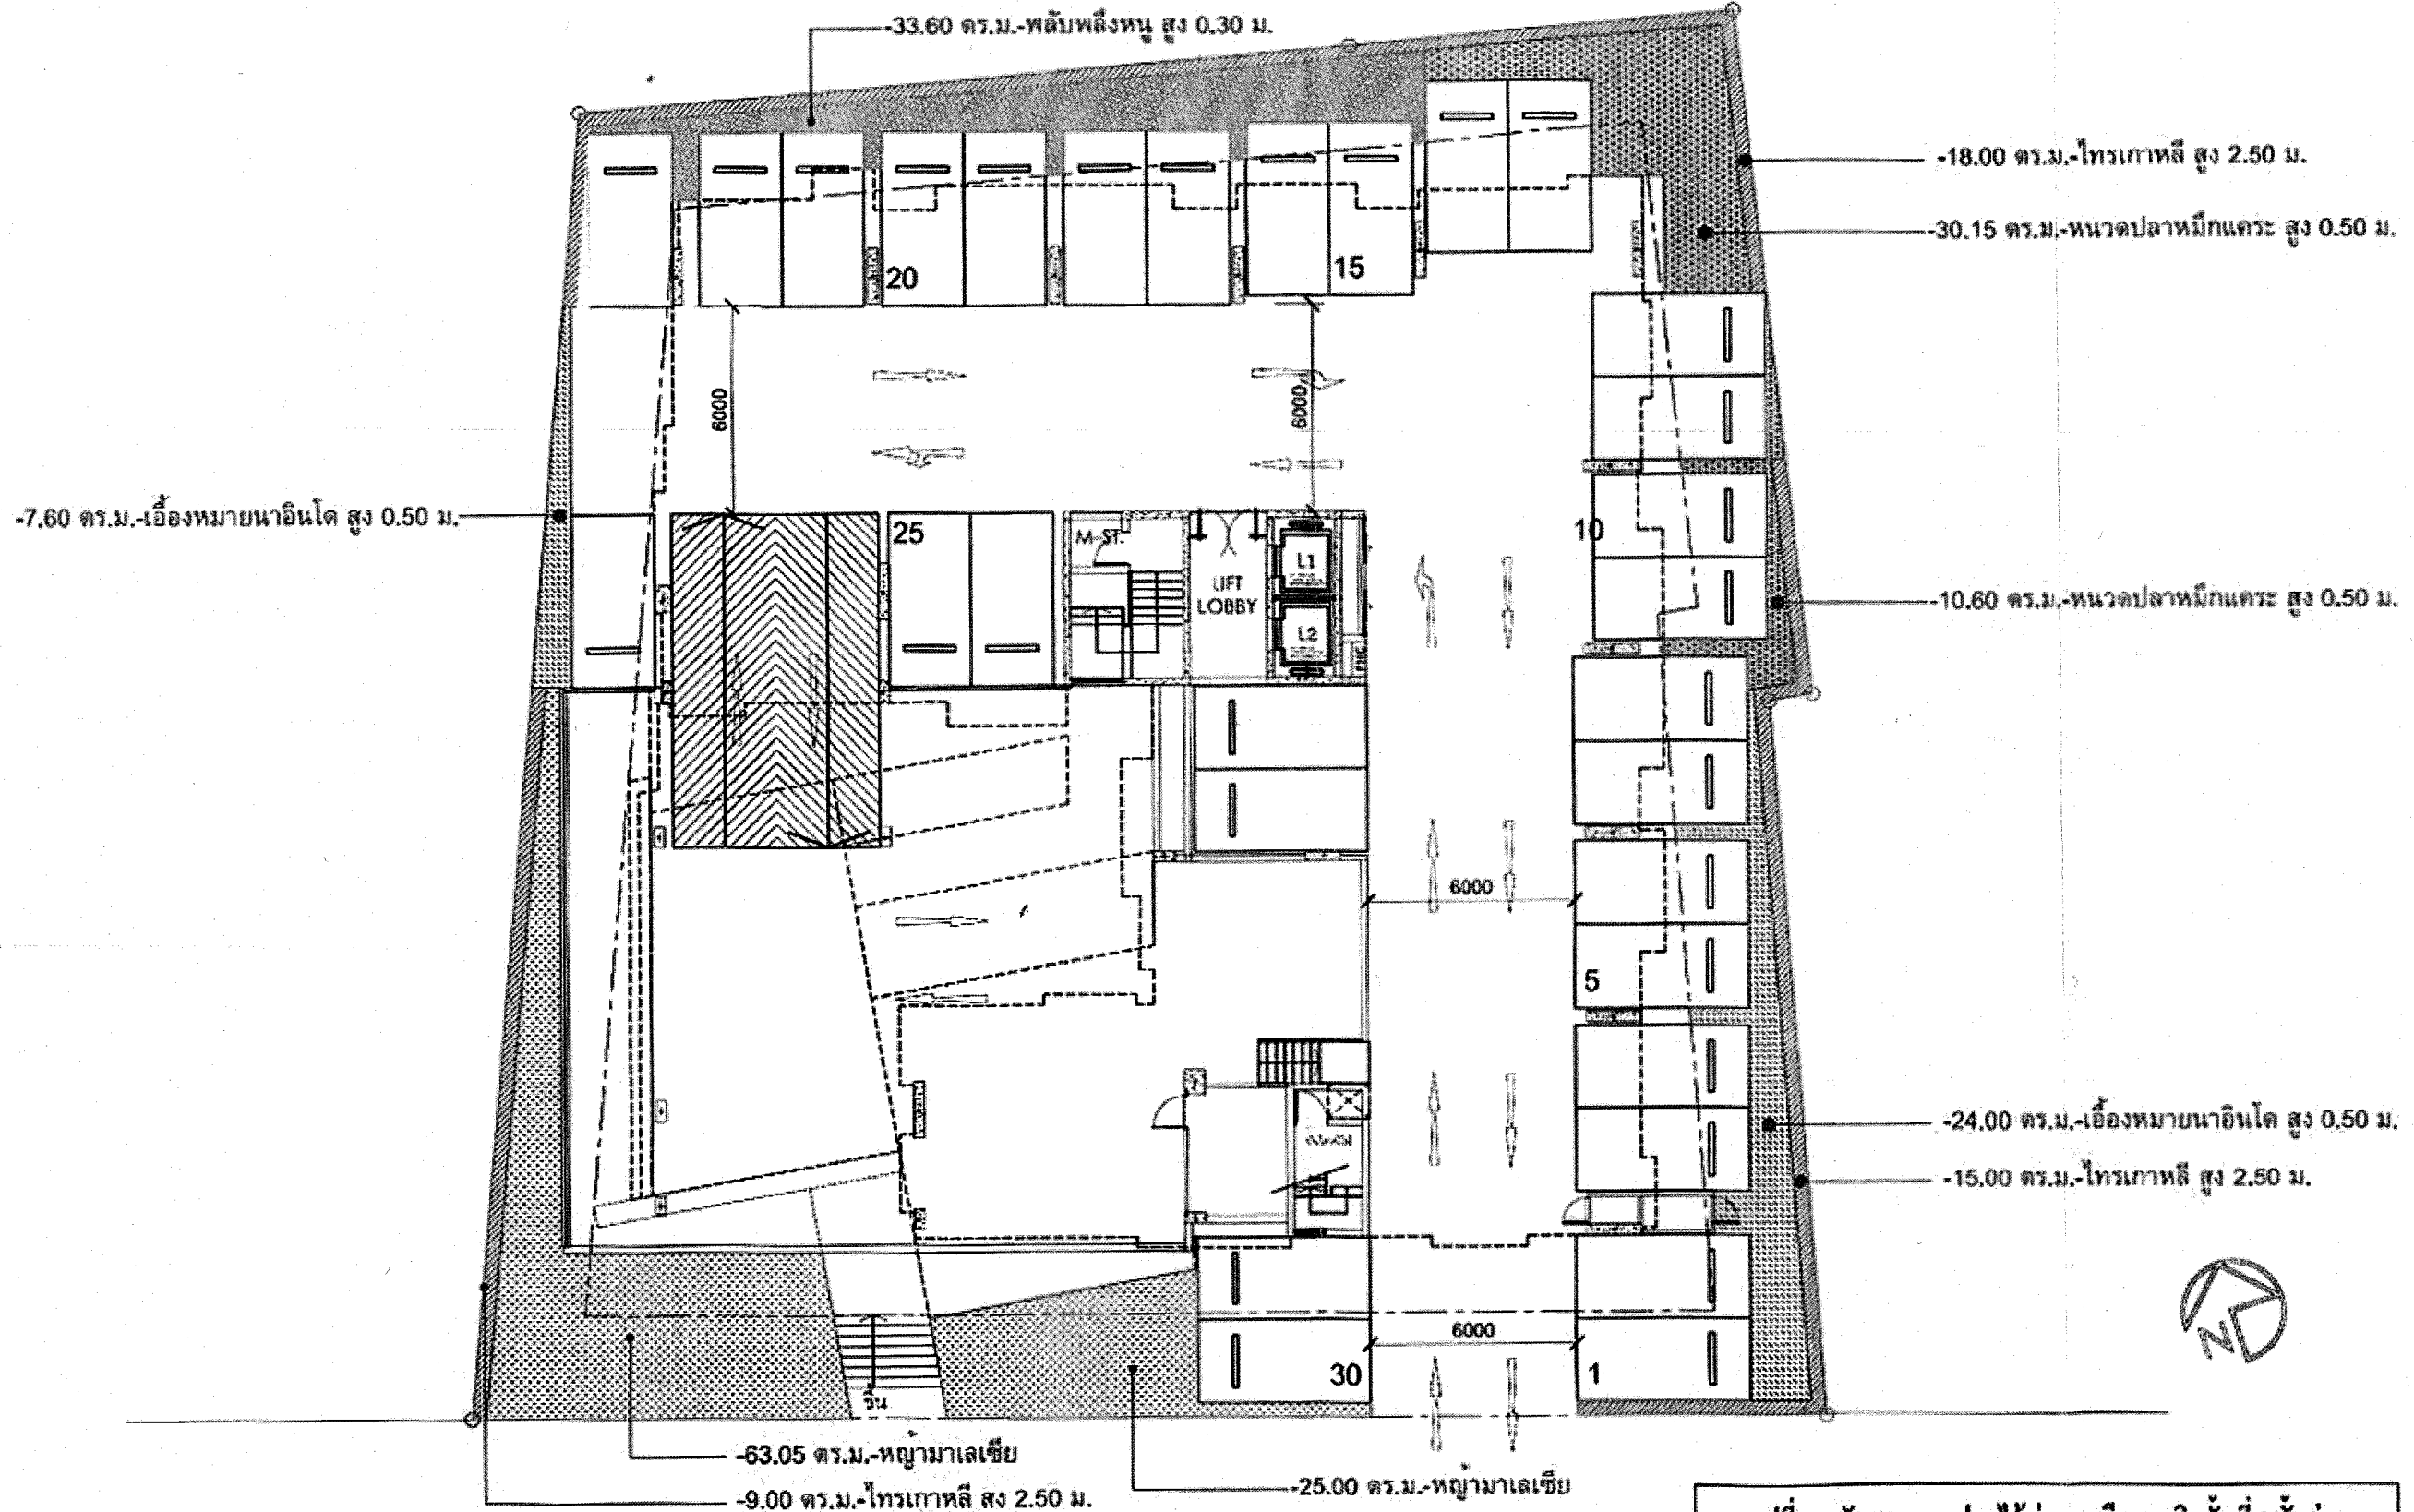 -33.60 ตร.ม.-พลับพลึงหนู สูง 0.30 ม.
-18.00 ตร.ม.-ไทรเกาหลี สูง 2.50 ม.
-30.15 ตร.ม.-หนวดปลาหมึกแคระ สูง 0.50 ม.
20
15
6000
6000
-7.60 ตร.ม.-เอื้องหมายนาอินโด สูง 0.50 ม.
25
M-ST.
LIFT
LOBBY
L1
L2
10
-10.60 ตร.ม.-หนวดปลาหมึกแคระ สูง 0.50 ม.
6000
5
-24.00 ตร.ม.-เอื้องหมายนาอินโด สูง 0.50 ม.
-15.00 ตร.ม.-ไทรเกาหลี สูง 2.50 ม.
6000
30
1
N
ขึ้น
-63.05 ตร.ม.-หญ้ามาเลเซีย
-9.00 ตร.ม.-ไทรเกาหลี สูง 2.50 ม.
-25.00 ตร.ม.-หญ้ามาเลเซีย